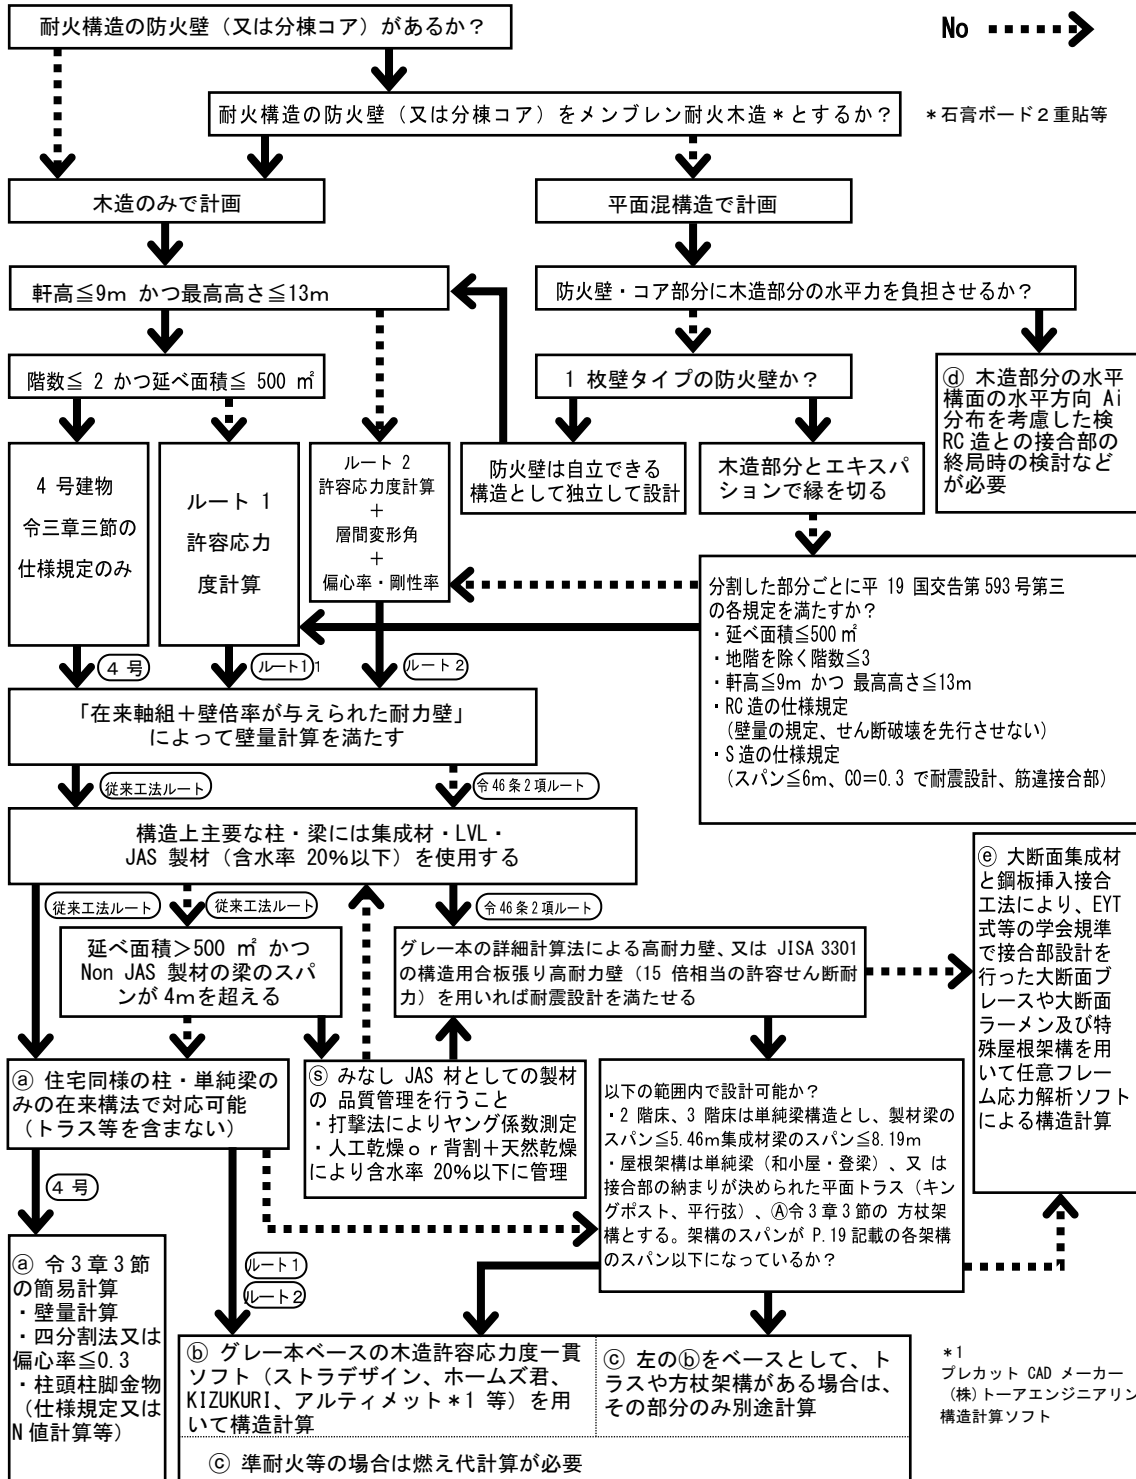 耐火構造の防火壁（又は分棟コア）があるか？
No
耐火構造の防火壁（又は分棟コア）をメンブレン耐火木造＊とするか？
＊石膏ボード２重貼等
木造のみで計画
平面混構造で計画
軒高≦9m かつ最高高さ≦13m
防火壁・コア部分に木造部分の水平力を負担させるか？
階数≦ 2 かつ延べ面積≦ 500 ㎡
1 枚壁タイプの防火壁か？
ⓓ 木造部分の水平
構面の水平方向 Ai
分布を考慮した検
RC 造との接合部の
終局時の検討など
が必要
4 号建物
令三章三節の
仕様規定のみ
ルート 1
許容応力
度計算
ルート 2
許容応力度計算
＋
層間変形角
＋
偏心率・剛性率
防火壁は自立できる
構造として独立して設計
木造部分とエキスパ
ションで縁を切る
分割した部分ごとに平 19 国交告第 593 号第三
の各規定を満たすか？
・延べ面積≦500 ㎡
・地階を除く階数≦3
・軒高≦9m かつ 最高高さ≦13m
・RC 造の仕様規定
（壁量の規定、せん断破壊を先行させない）
・S 造の仕様規定
（スパン≦6m、CO＝0.3 で耐震設計、筋違接合部）
4 号
ルート1 1
ルート2
「在来軸組＋壁倍率が与えられた耐力壁」
によって壁量計算を満たす
従来工法ルート
令 46 条 2 項ルート
構造上主要な柱・梁には集成材・LVL・
JAS 製材（含水率 20%以下）を使用する
従来工法ルート
従来工法ルート
令 46 条 2 項ルート
延べ面積＞500 ㎡ かつ
Non JAS 製材の梁のスパ
ンが 4m を超える
グレー本の詳細計算法による高耐力壁、又は JISA 3301
の構造用合板張り高耐力壁（15 倍相当の許容せん断耐
力）を用いれば耐震設計を満たせる
ⓔ 大断面集成材
と鋼板挿入接合
工法により、EYT
式等の学会規準
で接合部設計を
行った大断面ブ
レースや大断面
ラーメン及び特
殊屋根架構を用
いて任意フレー
ム応力解析ソフト
による構造計算
ⓐ 住宅同様の柱・単純梁の
みの在来構法で対応可能
（トラス等を含まない）
ⓢ みなし JAS 材としての製材
の 品質管理を行うこと
・打撃法によりヤング係数測定
・人工乾燥ｏｒ背割＋天然乾燥
により含水率 20%以下に管理
以下の範囲内で設計可能か？
・2 階床、3 階床は単純梁構造とし、製材梁の
スパン≦5.46m集成材梁のスパン≦8.19m
・屋根架構は単純梁（和小屋・登梁）、又 は
接合部の納まりが決められた平面トラス（キン
グポスト、平行弦）、Ⓐ令 3 章 3 節の 方杖架
構とする。架構のスパンが P.19 記載の各架構
のスパン以下になっているか？
4 号
ルート1
ルート2
ⓐ 令 3 章 3 節
の簡易計算
・壁量計算
・四分割法又は
偏心率≦0.3
・柱頭柱脚金物
（仕様規定又は
N 値計算等）
ⓑ グレー本ベースの木造許容応力度一貫
ソフト（ストラデザイン、ホームズ君、
KIZUKURI、アルティメット＊1 等）を用
いて構造計算
ⓒ 左のⓑをベースとして、ト
ラスや方杖架構がある場合は、
その部分のみ別途計算
ⓒ 準耐火等の場合は燃え代計算が必要
＊1
プレカット CAD メーカー
(株)トーアエンジニアリン
構造計算ソフト